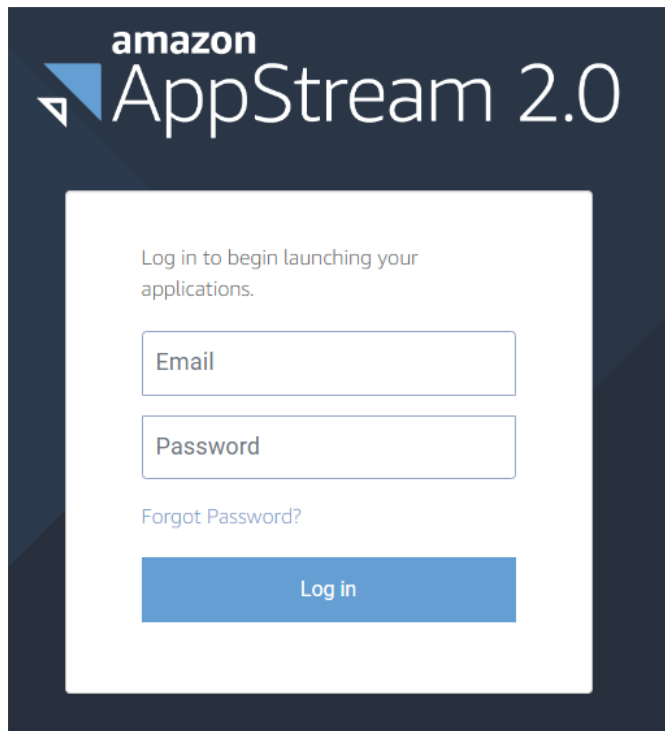 amazon
AppStream 2.0
Log in to begin launching your
applications.
Email
Password
Forgot Password?
Log in